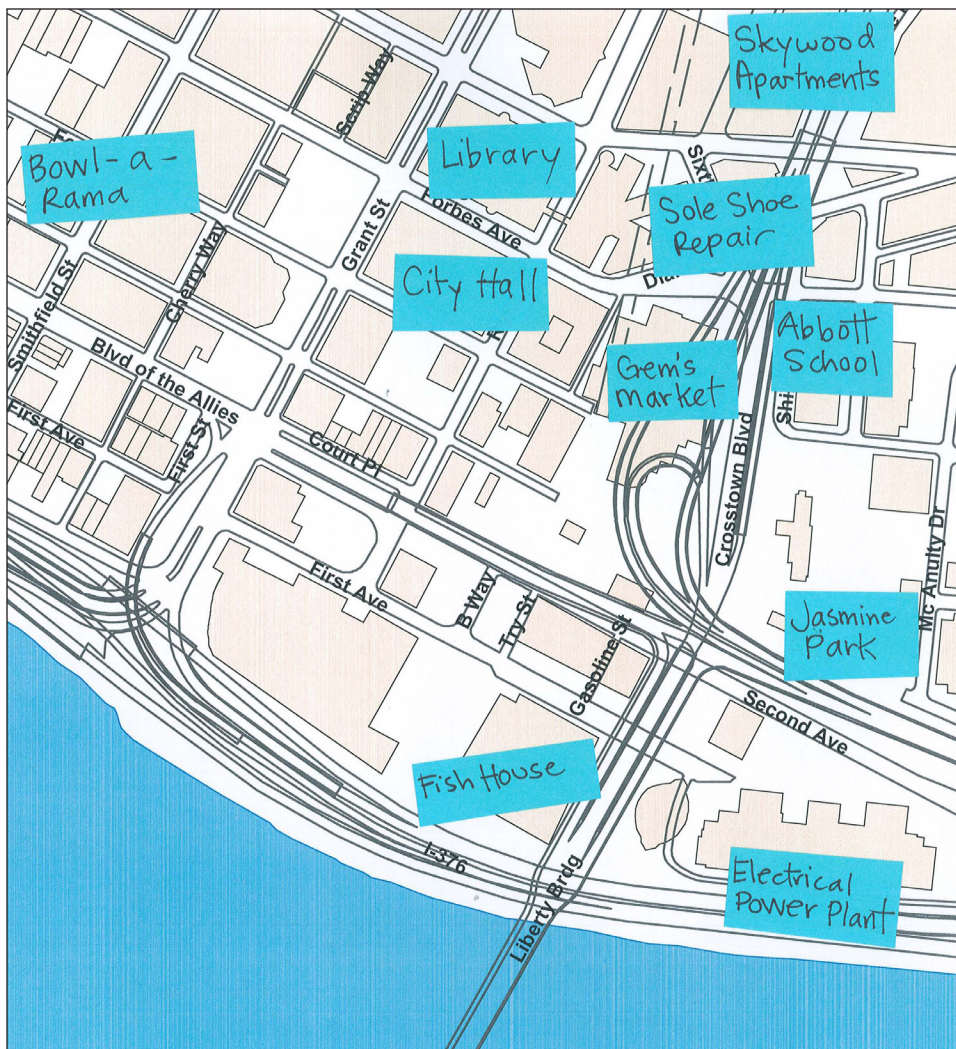 Skywood
Apartments
Scrip Way
Bowl-a-
Rama
Library
Sole Shoe
Repair
Forbes Ave
Grant St
City Hall
Cherry Way
Smithfield St
Abbott
School
Gem's
market
Blvd of the Allies
First Ave
First St
Court Pl
Crosstown Blvd
Mc Anulty Dr
First Ave
B Way
Try St
Gasoline St
Jasmine
Park
Second Ave
Fish House
I-376
Liberty Brdg
Electrical
Power Plant